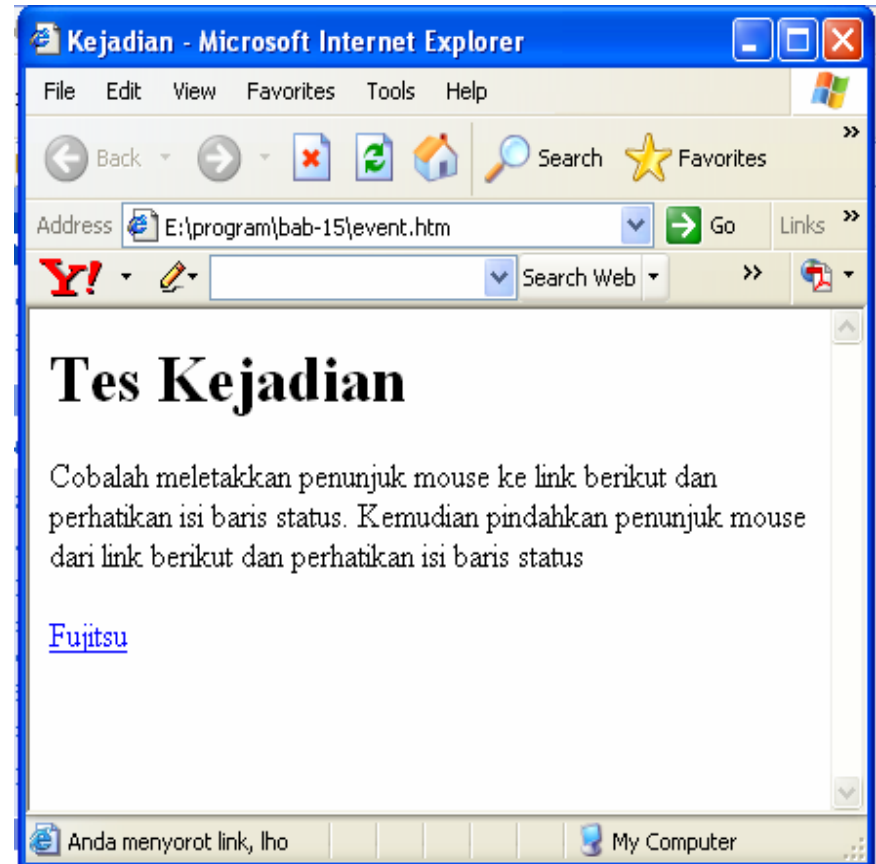 Kejadian - Microsoft Internet Explorer
File Edit View Favorites Tools Help
Back Search Favorites »
Address E:\program\bab-15\event.htm Go Links »
Y! Search Web »
Tes Kejadian
Cobalah meletakkan penunjuk mouse ke link berikut dan
perhatikan isi baris status. Kemudian pindahkan penunjuk mouse
dari link berikut dan perhatikan isi baris status
Fujitsu
Anda menyorot link, lho My Computer